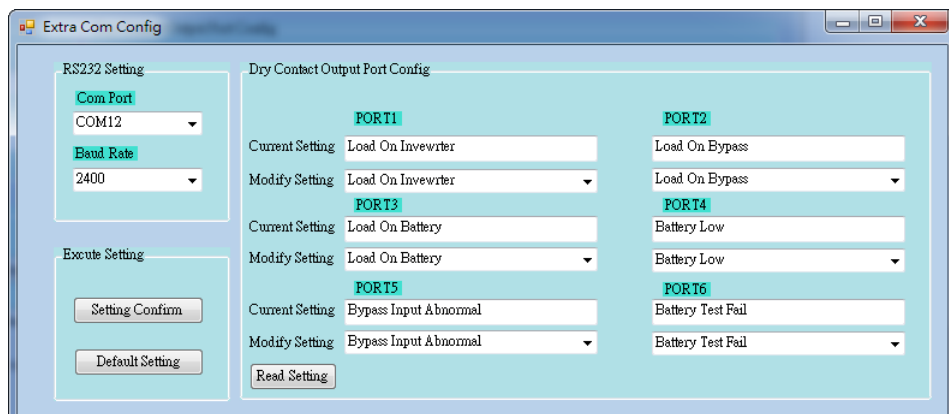 Extra Com Config
RS232 Setting
Com Port
COM12
Baud Rate
2400
Excute Setting
Setting Confirm
Default Setting
Dry Contact Output Port Config
PORT1 PORT2
Current Setting Load On Invewrter Load On Bypass
Modify Setting Load On Invewrter Load On Bypass
PORT3 PORT4
Current Setting Load On Battery Battery Low
Modify Setting Load On Battery Battery Low
PORT5 PORT6
Current Setting Bypass Input Abnormal Battery Test Fail
Modify Setting Bypass Input Abnormal Battery Test Fail
Read Setting